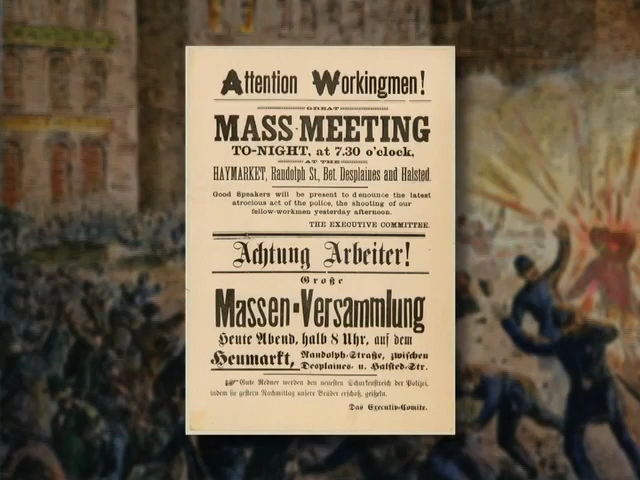 Attention Workingmen!
GREAT
MASS-MEETING
TO-NIGHT, at 7.30 o'clock,
AT THE
HAYMARKET, Randolph St., Bet. Desplaines and Halsted.
Good Speakers will be present to denounce the latest
atrocious act of the police, the shooting of our
fellow-workmen yesterday afternoon.
THE EXECUTIVE COMMITTEE.
Achtung Arbeiter!
Große
Massen-Versammlung
Heute Abend, halb 8 Uhr, auf dem
Heumarkt, Randolph-Straße, zwischen
Desplaines- u. Halsted-Str.
Gute Redner werden den neuesten Schurkenstreich der Polizei,
indem sie gestern Nachmittag unsere Brüder erschoß, geißeln.
Das Executiv-Comite.